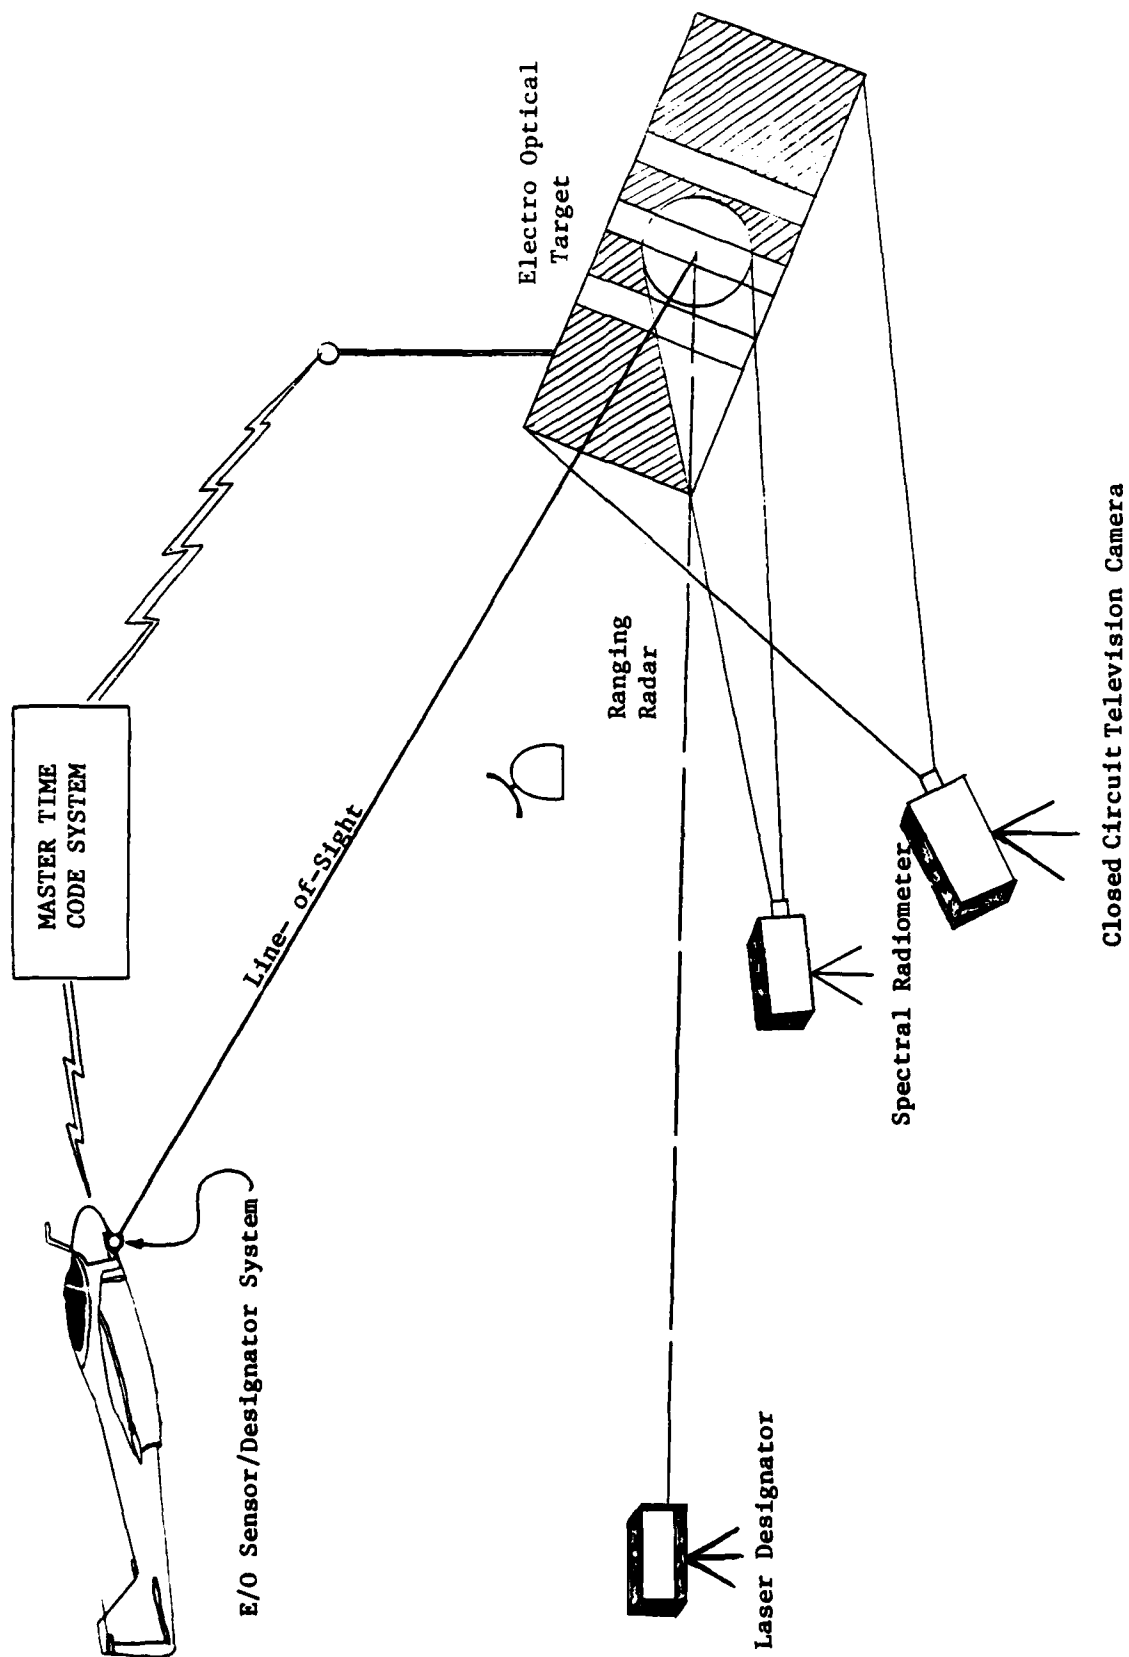 MASTER TIME
CODE SYSTEM
Electro Optical
Target
Line- of-Sight
E/O Sensor/Designator System
Ranging
Radar
Laser Designator
Spectral Radiometer
Closed Circuit Television Camera